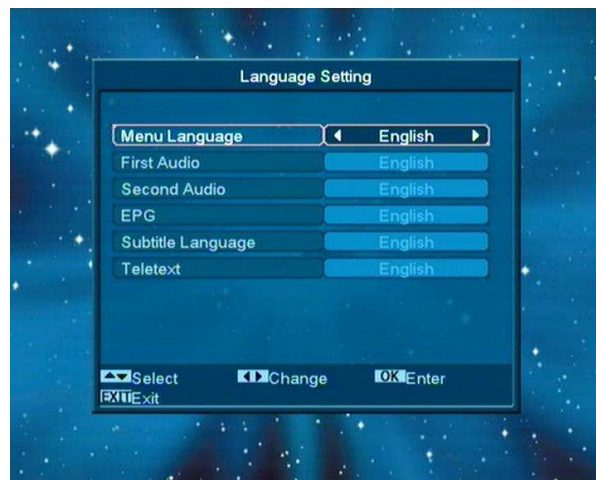 Language Setting
Menu Language English
First Audio English
Second Audio English
EPG English
Subtitle Language English
Teletext English
Select Change OK Enter
EXIT Exit